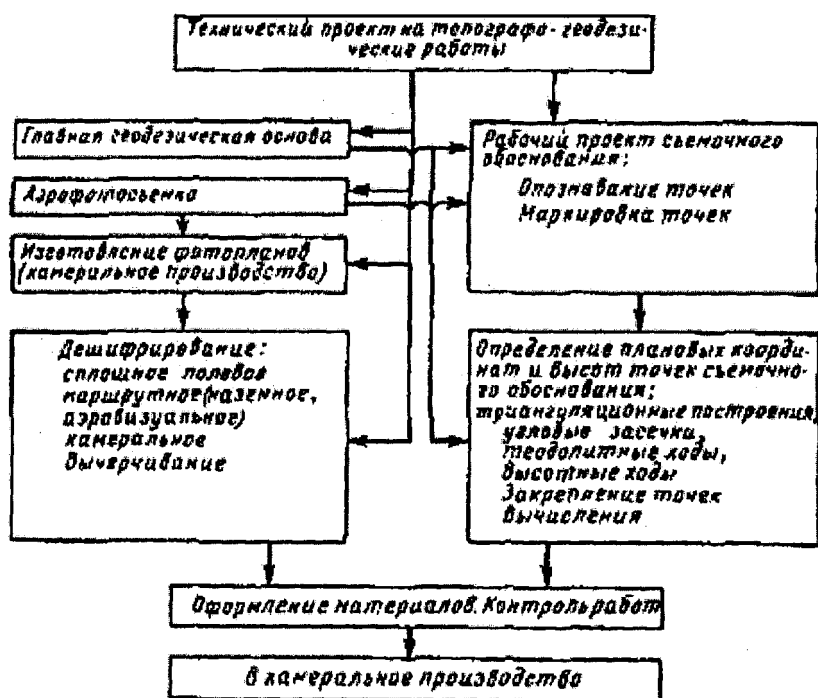 Технический проект на топографо-геодези-
ческие работы
Главная геодезическая основа
Аэрофотосъемка
Изготовление фотопланов
(камеральное производство)
Дешифрирование:
сплошное полевое
маршрутное (наземное,
аэровизуальное)
камеральное
Вычерчивание
Рабочий проект съемочного
обоснования:
Опознавание точек
Маркировка точек
Определение плановых коорди-
нат и высот точек съемочно-
го обоснования;
триангуляционные построения,
угловые засечки,
теодолитные ходы,
высотные ходы
Закрепление точек
Вычисления
Оформление материалов. Контроль работ
В камеральное производство